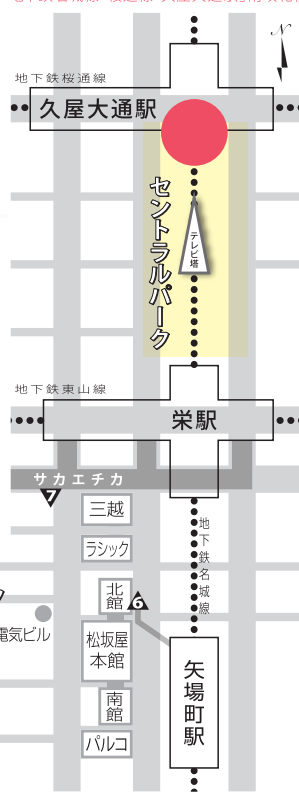 N
地下鉄桜通線
久屋大通駅
セントラルパーク
テレビ塔
地下鉄東山線
栄駅
サカエチカ
7
三越
地下鉄名城線
ラシック
北館
6
電気ビル
松坂屋
本館
矢場町駅
南館
パルコ